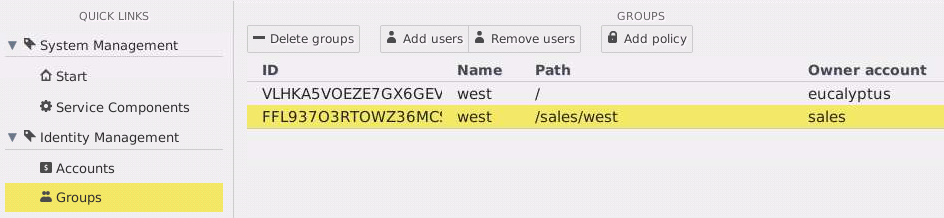 QUICK LINKS
System Management
Start
Service Components
Identity Management
Accounts
Groups
GROUPS
Delete groups Add users Remove users Add policy
ID Name Path Owner account
VLHKA5VOEZE7GX6GEV west / eucalyptus
FFL937O3RTOWZ36MCS west /sales/west sales